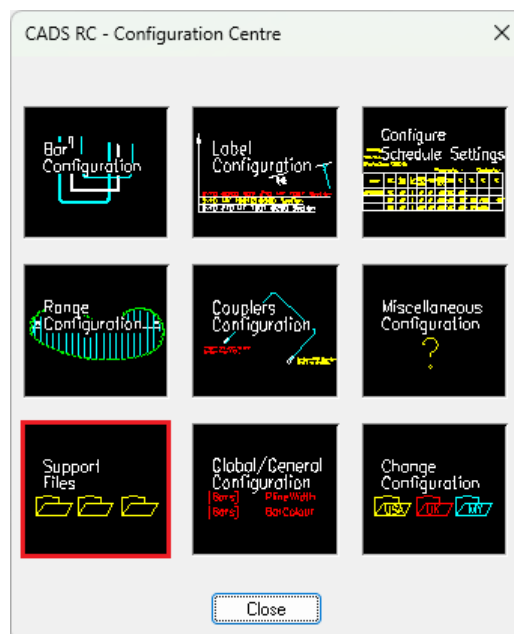 CADS RC - Configuration Centre
Bar
Configuration
Label
Configuration
Configure
Schedule Settings
Range
Configuration
Couplers
Configuration
Miscellaneous
Configuration
?
Support
Files
Global/General
Configuration
[Bars] PlineWidth
[Bars] BarColour
Change
Configuration
USA UK MY
Close